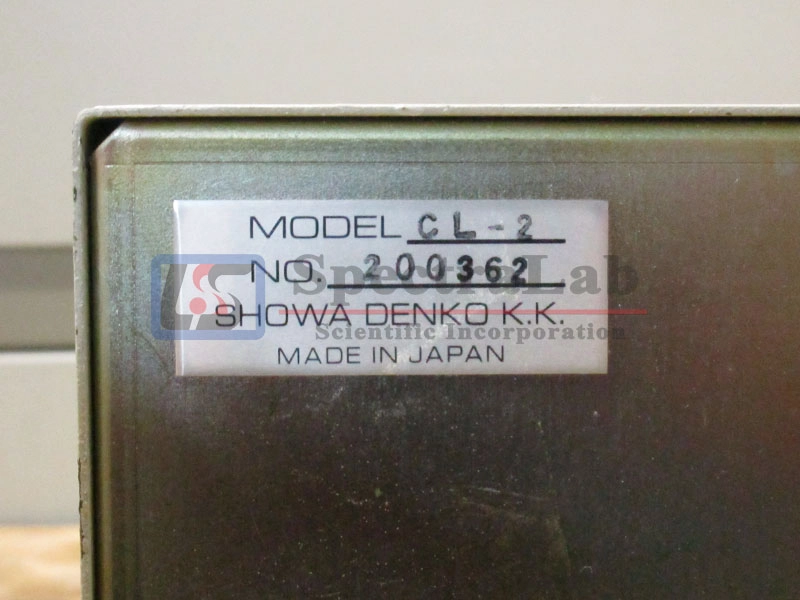 MODEL CL-2
NO. 200362
SpectraLab
SHOWA DENKO K.K.
Scientific Incorporation
MADE IN JAPAN